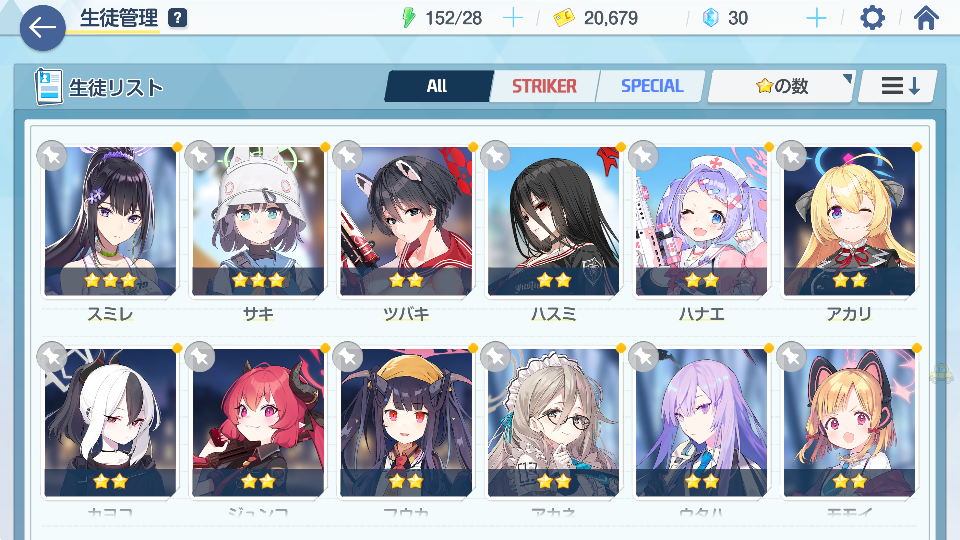 生徒管理 ?
152/28
20,679
30
生徒リスト
All
STRIKER
SPECIAL
の数
スミレ
サキ
ツバキ
ハスミ
ハナエ
アカリ
カヨコ
ジュンコ
フウカ
アカネ
ウタハ
モモイ